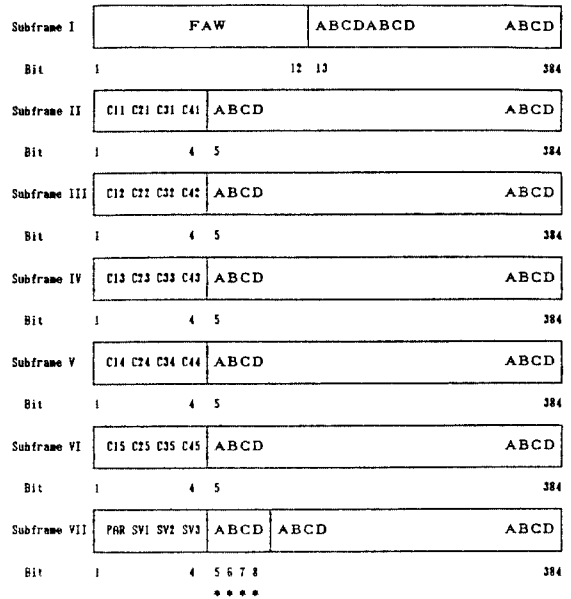 Subframe I FAW ABCDABCD ABCD
Bit 1 12 13 384
Subframe II C11 C21 C31 C41 ABCD ABCD
Bit 1 4 5 384
Subframe III C12 C22 C32 C42 ABCD ABCD
Bit 1 4 5 384
Subframe IV C13 C23 C33 C43 ABCD ABCD
Bit 1 4 5 384
Subframe V C14 C24 C34 C44 ABCD ABCD
Bit 1 4 5 384
Subframe VI C15 C25 C35 C45 ABCD ABCD
Bit 1 4 5 384
Subframe VII PAR SV1 SV2 SV3 ABCD ABCD ABCD
Bit 1 4 5 6 7 8 384
* * * *